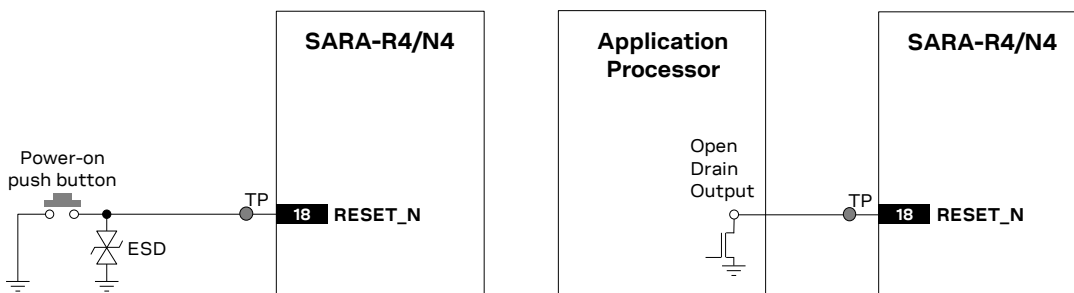 SARA-R4/N4
Power-on
push button
ESD
TP
18 RESET_N
Application
Processor
Open
Drain
Output
SARA-R4/N4
TP
18 RESET_N